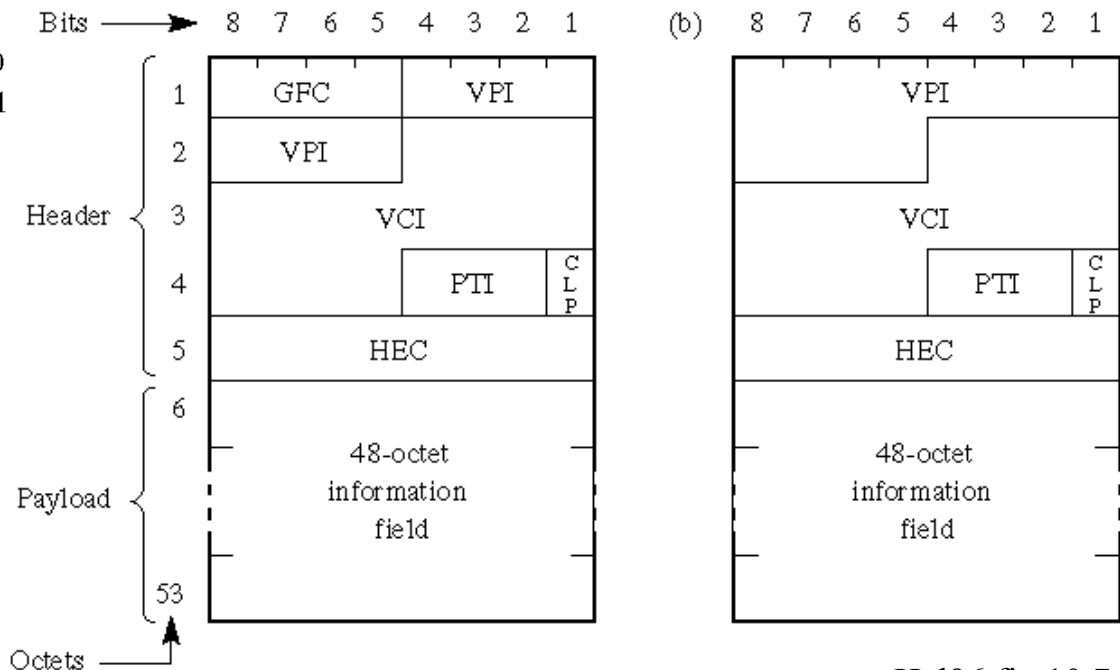 Bits 8 7 6 5 4 3 2 1 (b) 8 7 6 5 4 3 2 1
1 GFC VPI VPI
2 VPI
Header 3 VCI VCI
4 PTI CLP PTI CLP
5 HEC HEC
6
48-octet 48-octet
Payload information information
field field
53
Octets